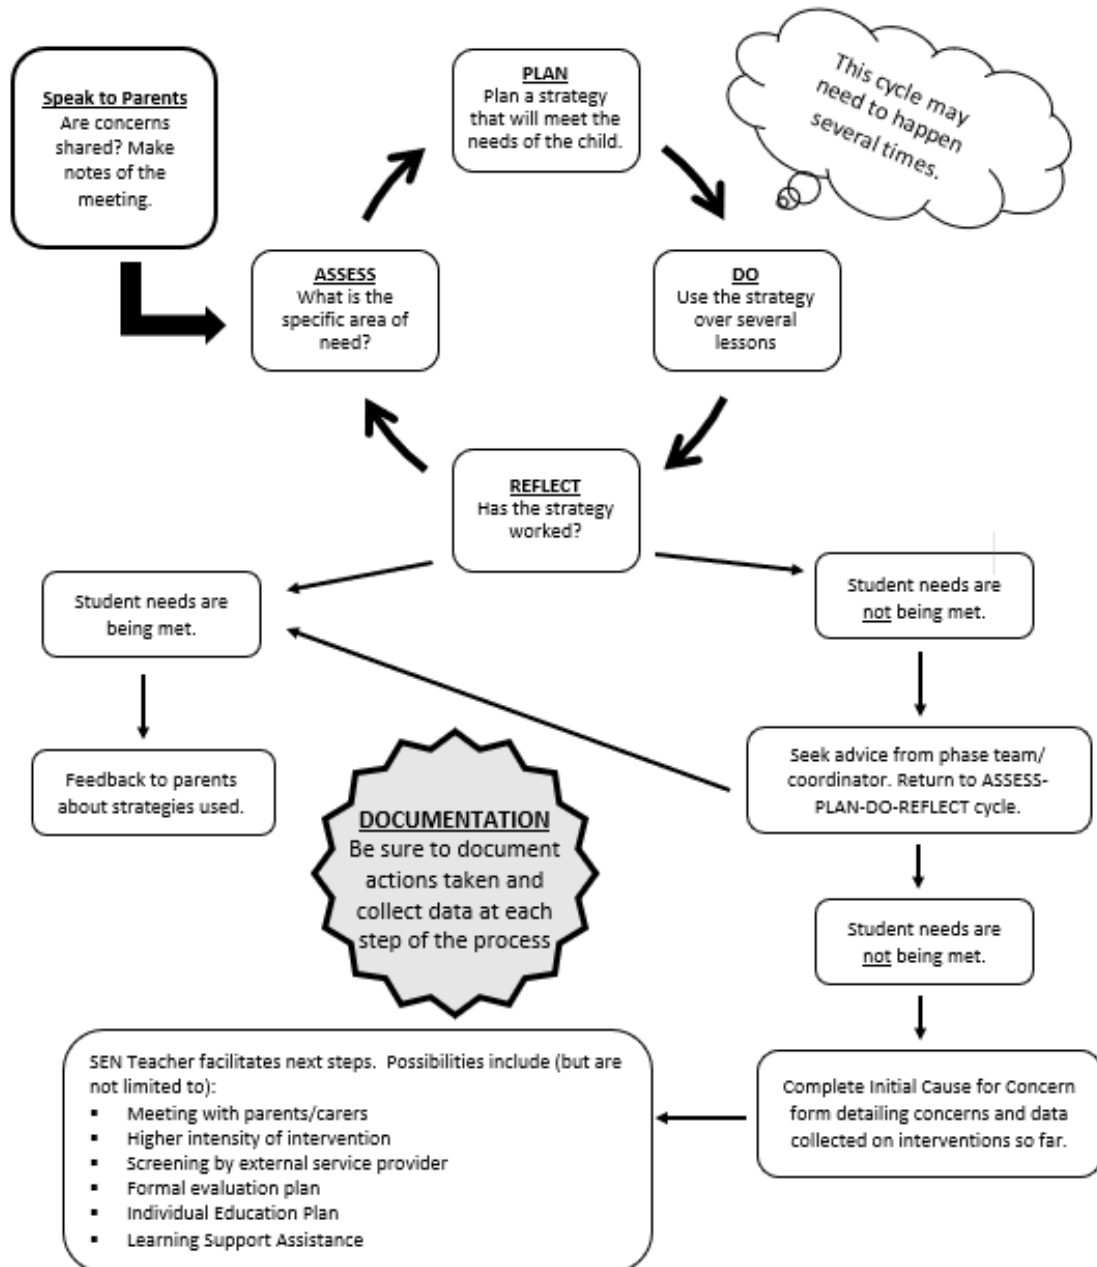 Speak to Parents
Are concerns
shared? Make
notes of the
meeting.
PLAN
Plan a strategy
that will meet the
needs of the child.
This cycle may
need to happen
several times.
ASSESS
What is the
specific area of
need?
DO
Use the strategy
over several
lessons
REFLECT
Has the strategy
worked?
Student needs are
being met.
Student needs are
not being met.
Feedback to parents
about strategies used.
Seek advice from phase team/
coordinator. Return to ASSESS-
PLAN-DO-REFLECT cycle.
DOCUMENTATION
Be sure to document
actions taken and
collect data at each
step of the process
Student needs are
not being met.
SEN Teacher facilitates next steps.  Possibilities include (but are
not limited to):
▪ Meeting with parents/carers
▪ Higher intensity of intervention
▪ Screening by external service provider
▪ Formal evaluation plan
▪ Individual Education Plan
▪ Learning Support Assistance
Complete Initial Cause for Concern
form detailing concerns and data
collected on interventions so far.